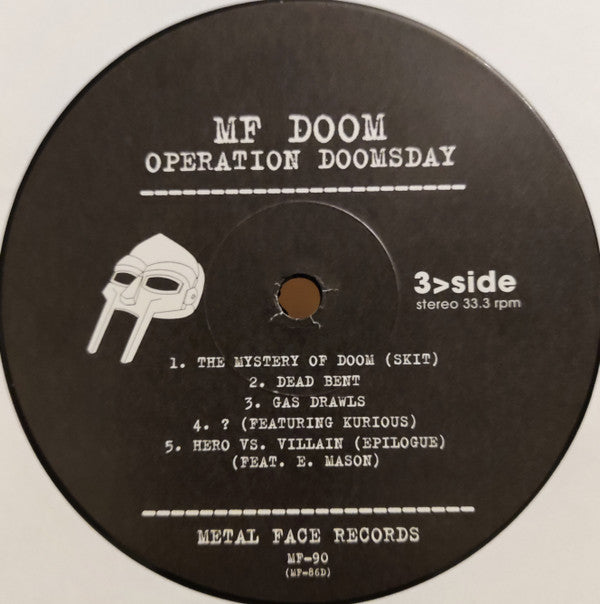 MF DOOM
OPERATION DOOMSDAY
3>side
stereo 33.3 rpm
1. THE MYSTERY OF DOOM (SKIT)
2. DEAD BENT
3. GAS DRAWLS
4. ? (FEATURING KURIOUS)
5. HERO VS. VILLAIN (EPILOGUE)
(FEAT. E. MASON)
METAL FACE RECORDS
MF-90
(MF-86D)